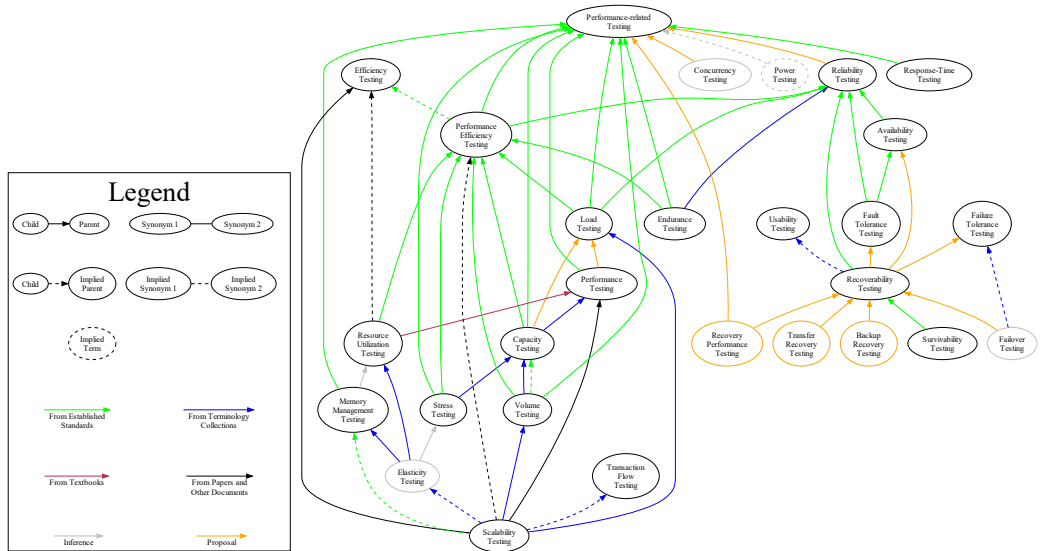 Performance-related
Testing
Efficiency
Testing
Concurrency
Testing
Power
Testing
Reliability
Testing
Response-Time
Testing
Performance
Efficiency
Testing
Availability
Testing
Legend
Child
Parent
Synonym 1
Synonym 2
Child
Implied
Parent
Implied
Synonym 1
Implied
Synonym 2
Implied
Term
From Established
Standards
From Terminology
Collections
From Textbooks
From Papers and
Other Documents
Inference
Proposal
Load
Testing
Endurance
Testing
Usability
Testing
Fault
Tolerance
Testing
Failure
Tolerance
Testing
Performance
Testing
Recoverability
Testing
Resource
Utilization
Testing
Capacity
Testing
Recovery
Performance
Testing
Transfer
Recovery
Testing
Backup
Recovery
Testing
Survivability
Testing
Failover
Testing
Memory
Management
Testing
Stress
Testing
Volume
Testing
Elasticity
Testing
Transaction
Flow
Testing
Scalability
Testing